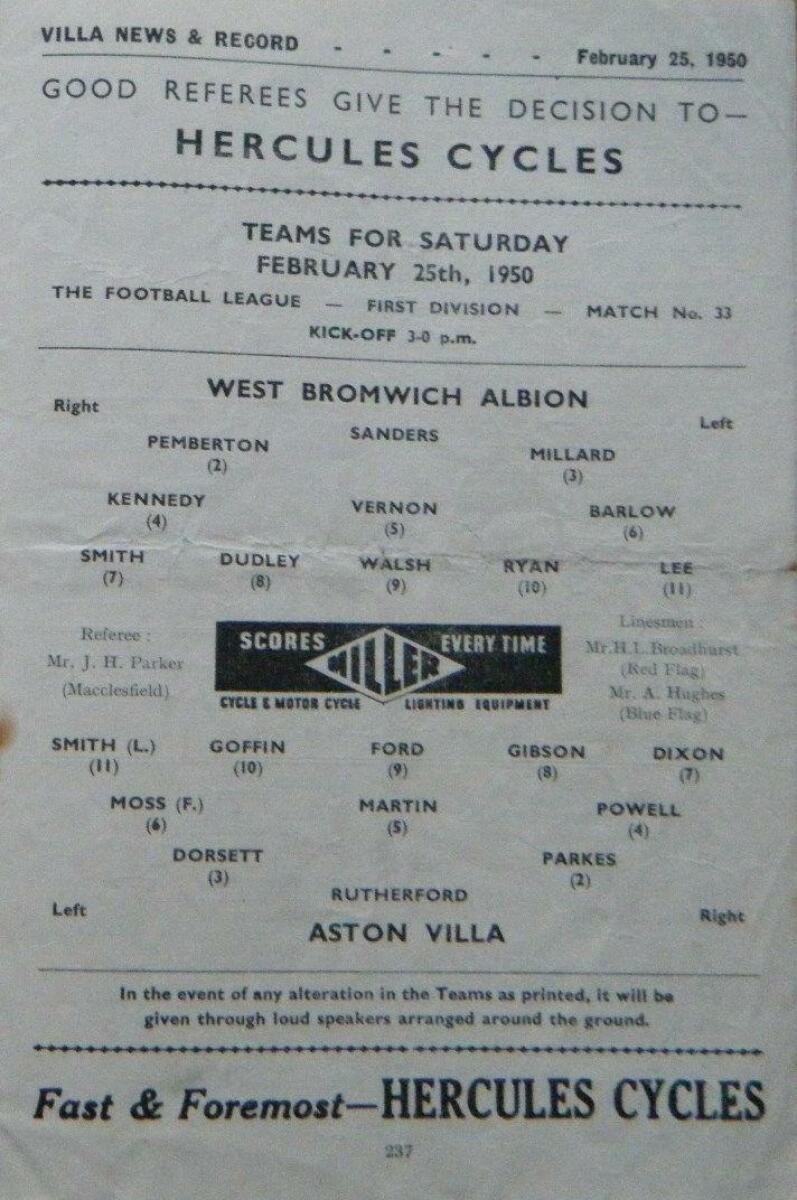 VILLA NEWS & RECORD - - - - - February 25, 1950
GOOD REFEREES GIVE THE DECISION TO—
HERCULES CYCLES
TEAMS FOR SATURDAY
FEBRUARY 25th, 1950
THE FOOTBALL LEAGUE — FIRST DIVISION — MATCH No. 33
KICK-OFF 3-0 p.m.
WEST BROMWICH ALBION
Right Left
SANDERS
PEMBERTON MILLARD
(2) (3)
KENNEDY VERNON BARLOW
(4) (5) (6)
SMITH DUDLEY WALSH RYAN LEE
(7) (8) (9) (10) (11)
Referee :
Mr. J. H. Parker
(Macclesfield)
SCORES EVERY TIME
MILLER
CYCLE & MOTOR CYCLE LIGHTING EQUIPMENT
Linesmen :
Mr.H.L.Broadhurst
(Red Flag)
Mr. A. Hughes
(Blue Flag)
SMITH (L.) GOFFIN FORD GIBSON DIXON
(11) (10) (9) (8) (7)
MOSS (F.) MARTIN POWELL
(6) (5) (4)
DORSETT PARKES
(3) (2)
RUTHERFORD
Left Right
ASTON VILLA
In the event of any alteration in the Teams as printed, it will be
given through loud speakers arranged around the ground.
Fast & Foremost—HERCULES CYCLES
237